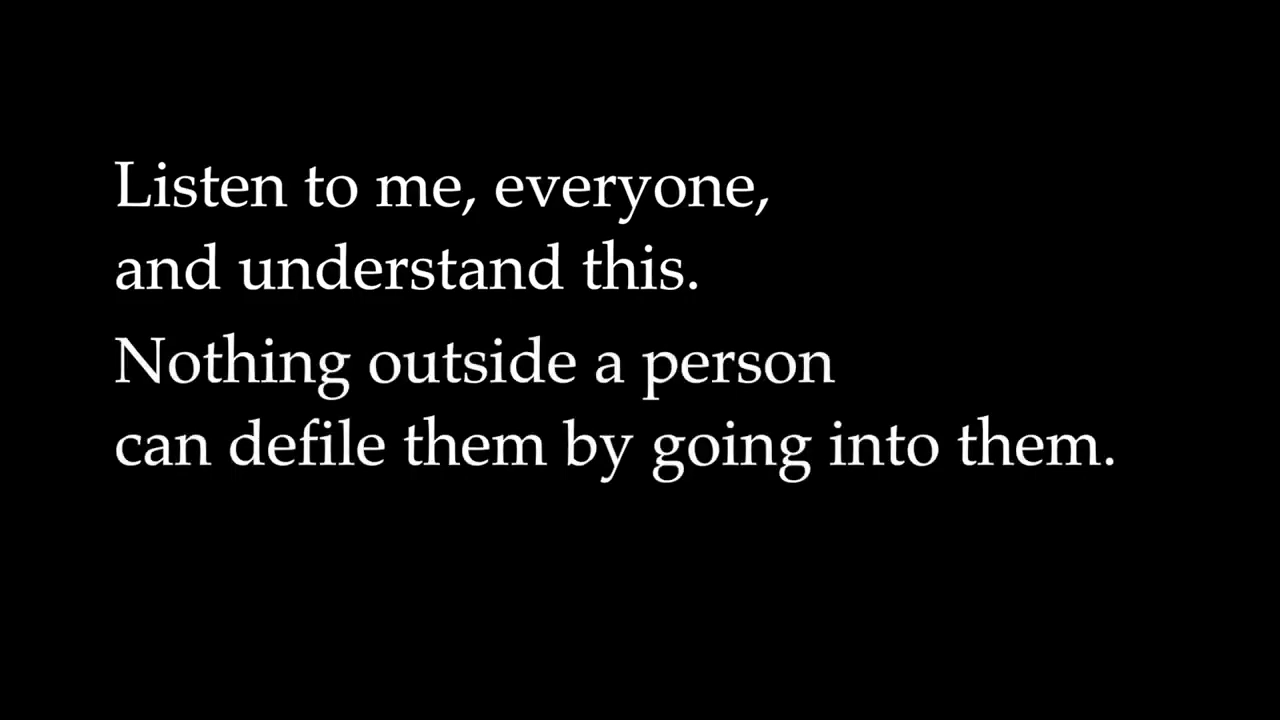 Listen to me, everyone,
and understand this.
Nothing outside a person
can defile them by going into them.